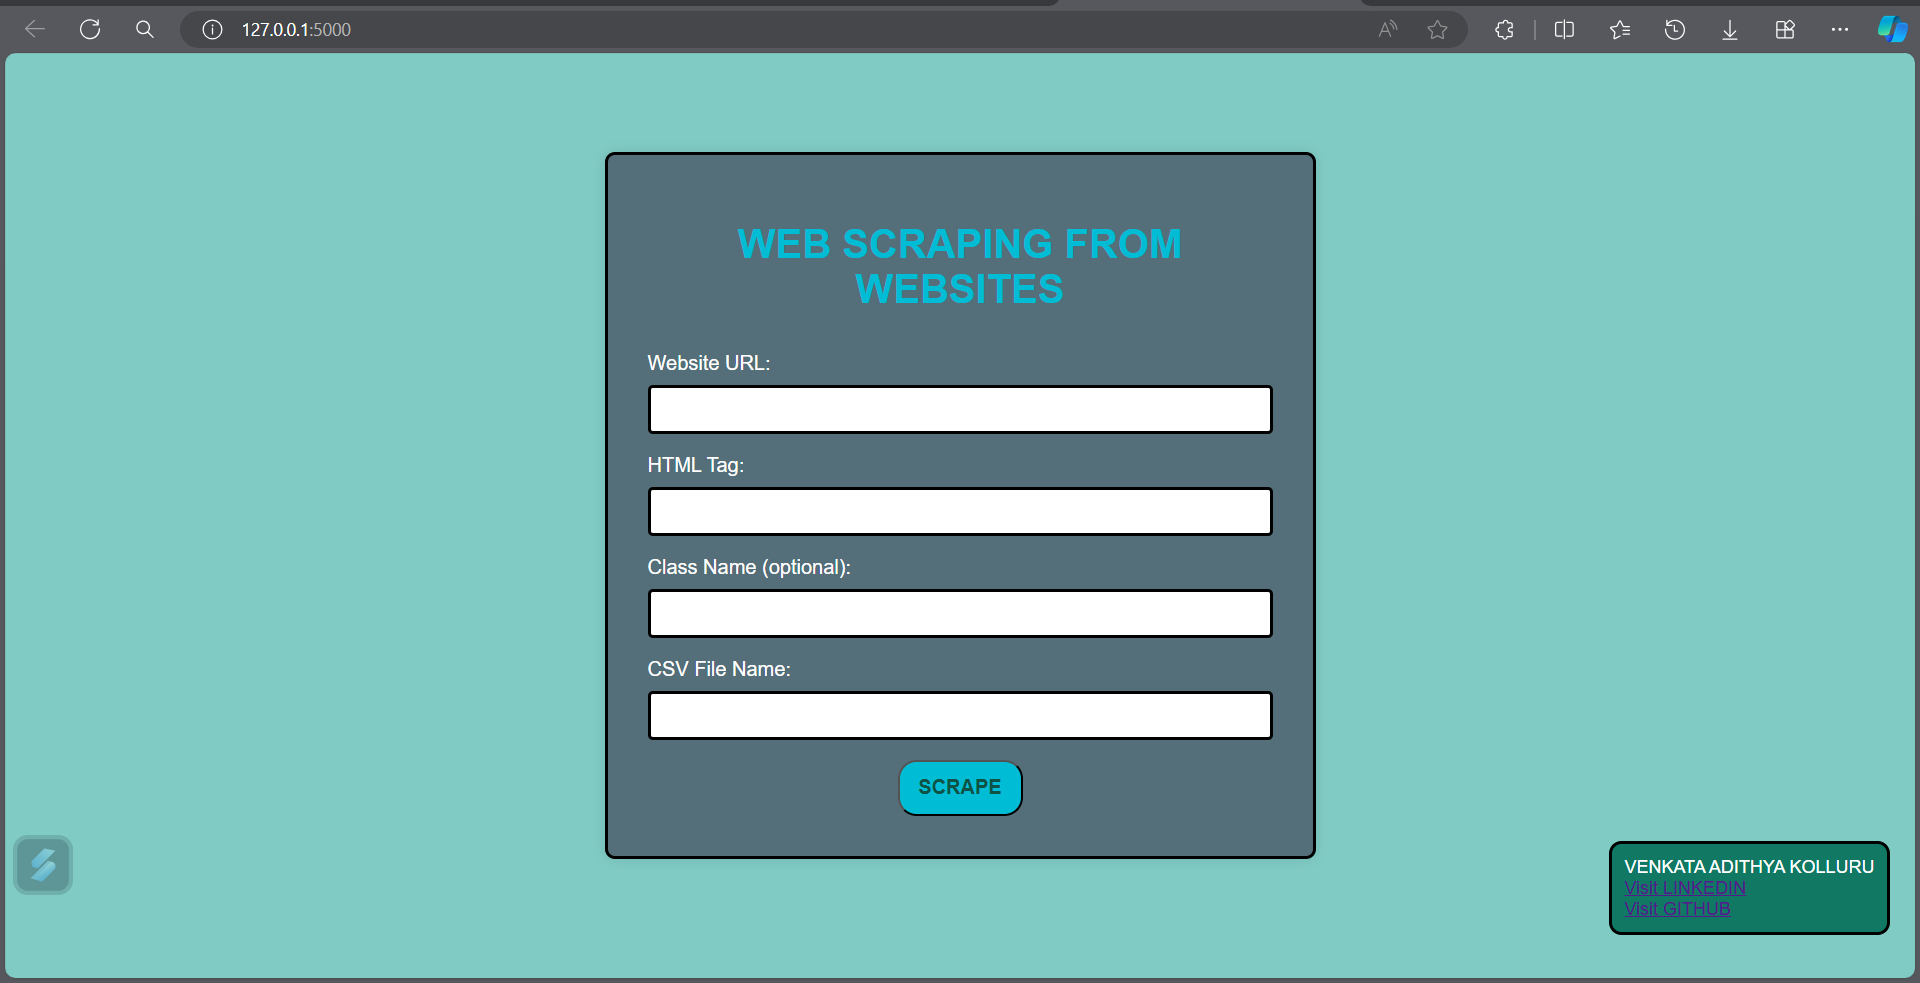 127.0.0.1:5000
WEB SCRAPING FROM
WEBSITES
Website URL:
HTML Tag:
Class Name (optional):
CSV File Name:
SCRAPE
VENKATA ADITHYA KOLLURU
Visit LINKEDIN
Visit GITHUB